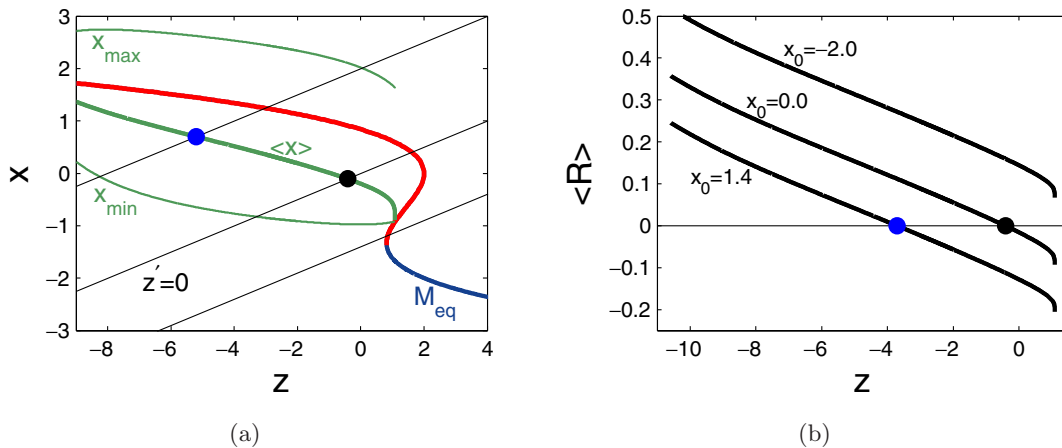 3
2
1
0
−1
−2
−3
x
x_max
x_min
<x>
z′=0
M_eq
−8 −6 −4 −2 0 2 4
z
(a)
0.5
0.4
0.3
0.2
0.1
0
−0.1
−0.2
<R>
x_0=−2.0
x_0=0.0
x_0=1.4
−10 −8 −6 −4 −2 0
z
(b)